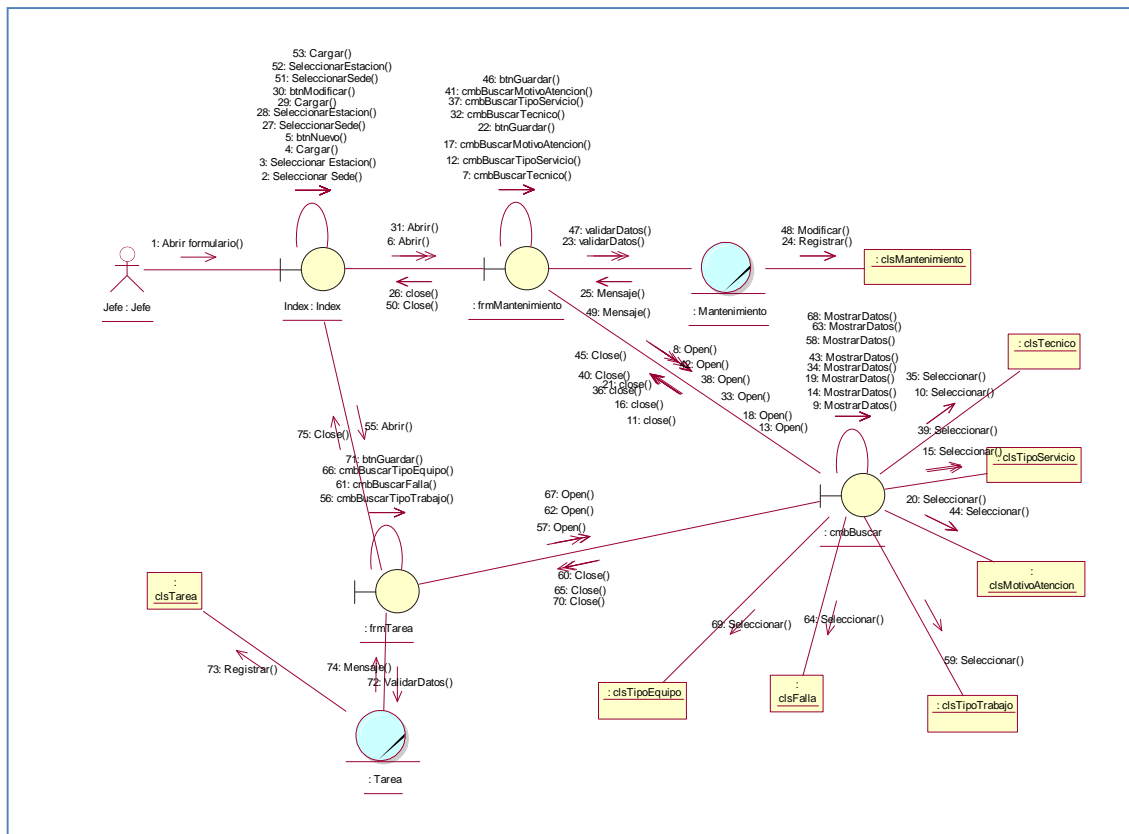 53: Cargar()
52: SeleccionarEstacion()
51: SeleccionarSede()
30: btnModificar()
29: Cargar()
28: SeleccionarEstacion()
27: SeleccionarSede()
5: btnNuevo()
4: Cargar()
3: Seleccionar Estacion()
2: Seleccionar Sede()
46: btnGuardar()
41: cmbBuscarMotivoAtencion()
37: cmbBuscarTipoServicio()
32: cmbBuscarTecnico()
22: btnGuardar()
17: cmbBuscarMotivoAtencion()
12: cmbBuscarTipoServicio()
7: cmbBuscarTecnico()
1: Abrir formulario()
31: Abrir()
6: Abrir()
47: validarDatos()
23: validarDatos()
48: Modificar()
24: Registrar()
: clsMantenimiento
26: close()
50: Close()
25: Mensaje()
49: Mensaje()
Jefe : Jefe
Index : Index
: frmMantenimiento
: Mantenimiento
68: MostrarDatos()
63: MostrarDatos()
58: MostrarDatos()
43: MostrarDatos()
34: MostrarDatos()
19: MostrarDatos()
14: MostrarDatos()
9: MostrarDatos()
8: Open()
42: Open()
38: Open()
33: Open()
18: Open()
13: Open()
45: Close()
40: Close()
21: close()
36: close()
16: close()
11: close()
: clsTecnico
35: Seleccionar()
10: Seleccionar()
39: Seleccionar()
15: Seleccionar()
: clsTipoServicio
20: Seleccionar()
44: Seleccionar()
: clsMotivoAtencion
: cmbBuscar
55: Abrir()
75: Close()
71: btnGuardar()
66: cmbBuscarTipoEquipo()
61: cmbBuscarFalla()
56: cmbBuscarTipoTrabajo()
67: Open()
62: Open()
57: Open()
60: Close()
65: Close()
70: Close()
:
clsTarea
: frmTarea
69: Seleccionar()
64: Seleccionar()
59: Seleccionar()
73: Registrar()
74: Mensaje()
72: ValidarDatos()
: clsTipoEquipo
:
clsFalla
: clsTipoTrabajo
: Tarea